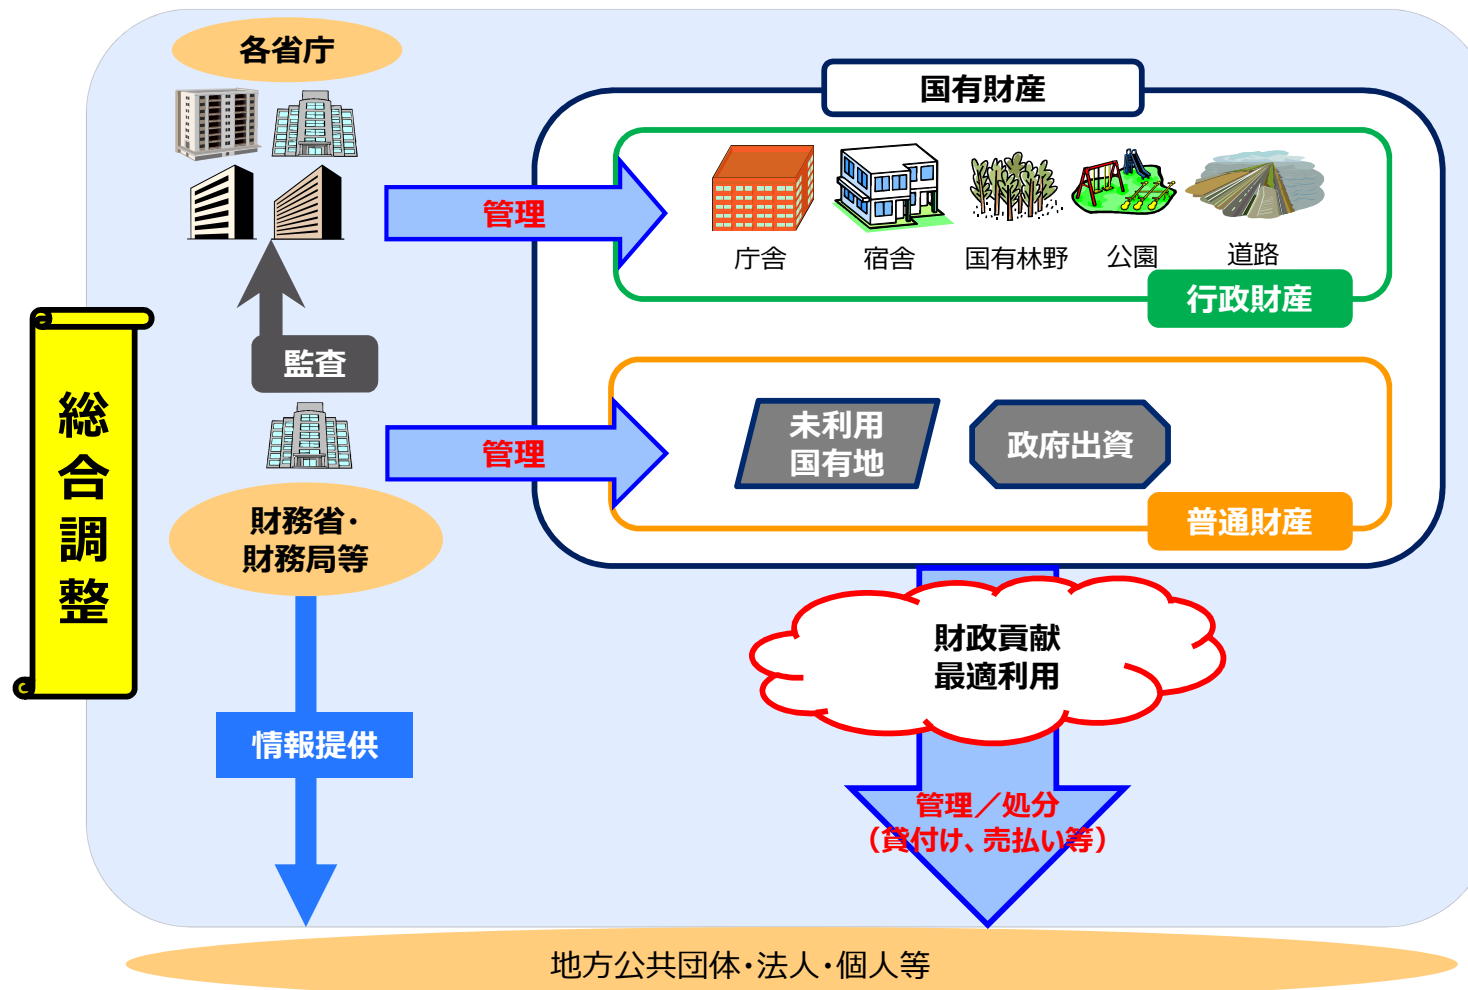 各省庁
国有財産
管理
庁舎
宿舎
国有林野
公園
道路
行政財産
監査
総合調整
管理
未利用
国有地
政府出資
普通財産
財務省・
財務局等
財政貢献
最適利用
情報提供
管理／処分
（貸付け、売払い等）
地方公共団体・法人・個人等